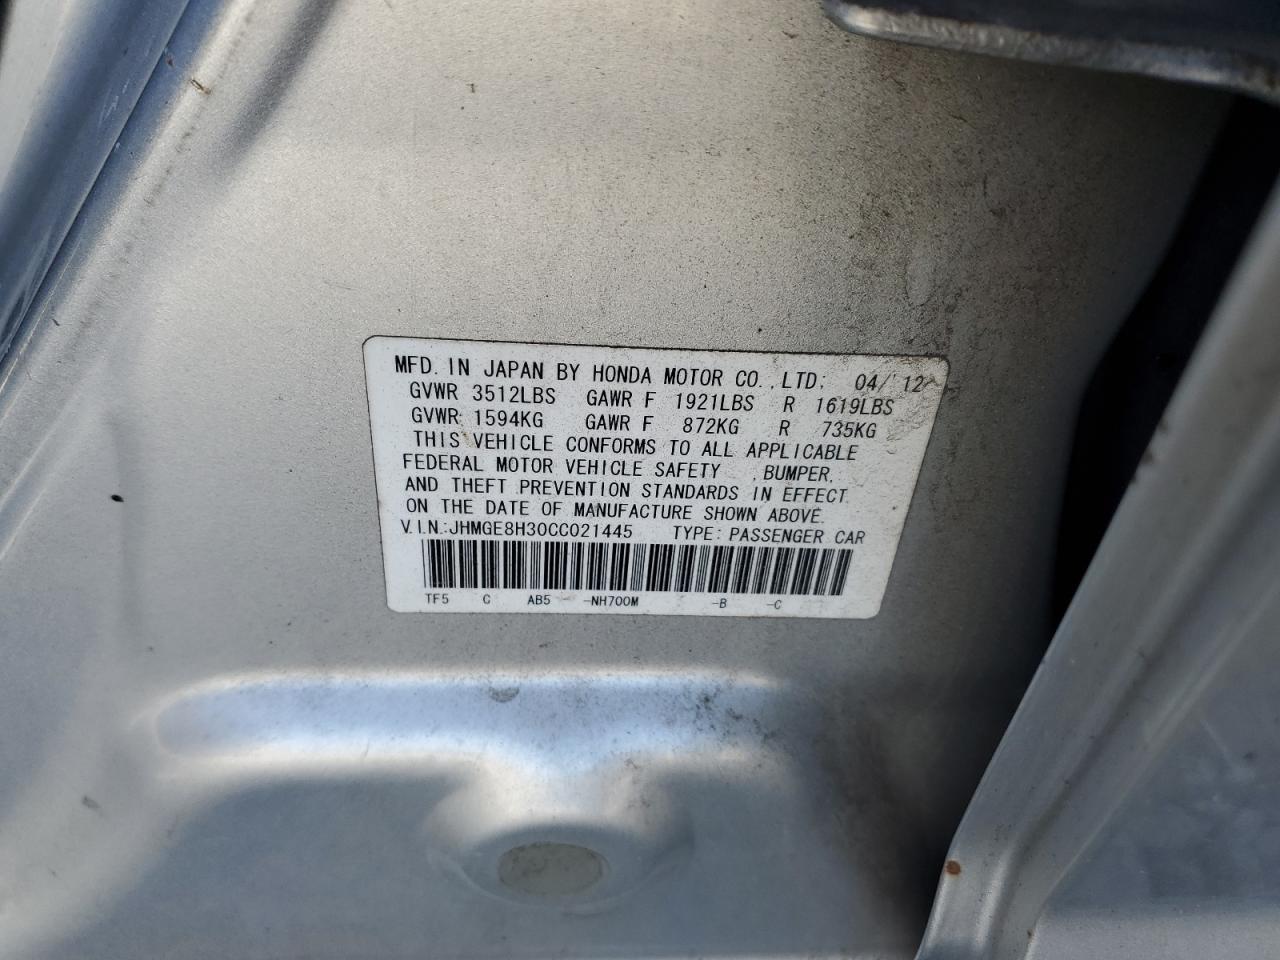 MFD. IN JAPAN BY HONDA MOTOR CO., LTD. 04/'12
GVWR 3512LBS GAWR F 1921LBS R 1619LBS
GVWR 1594KG GAWR F 872KG R 735KG
THIS VEHICLE CONFORMS TO ALL APPLICABLE
FEDERAL MOTOR VEHICLE SAFETY , BUMPER,
AND THEFT PREVENTION STANDARDS IN EFFECT
ON THE DATE OF MANUFACTURE SHOWN ABOVE.
V.I.N.:JHMGE8H30CC021445 TYPE: PASSENGER CAR
TF5 C AB5 -NH700M -B -C